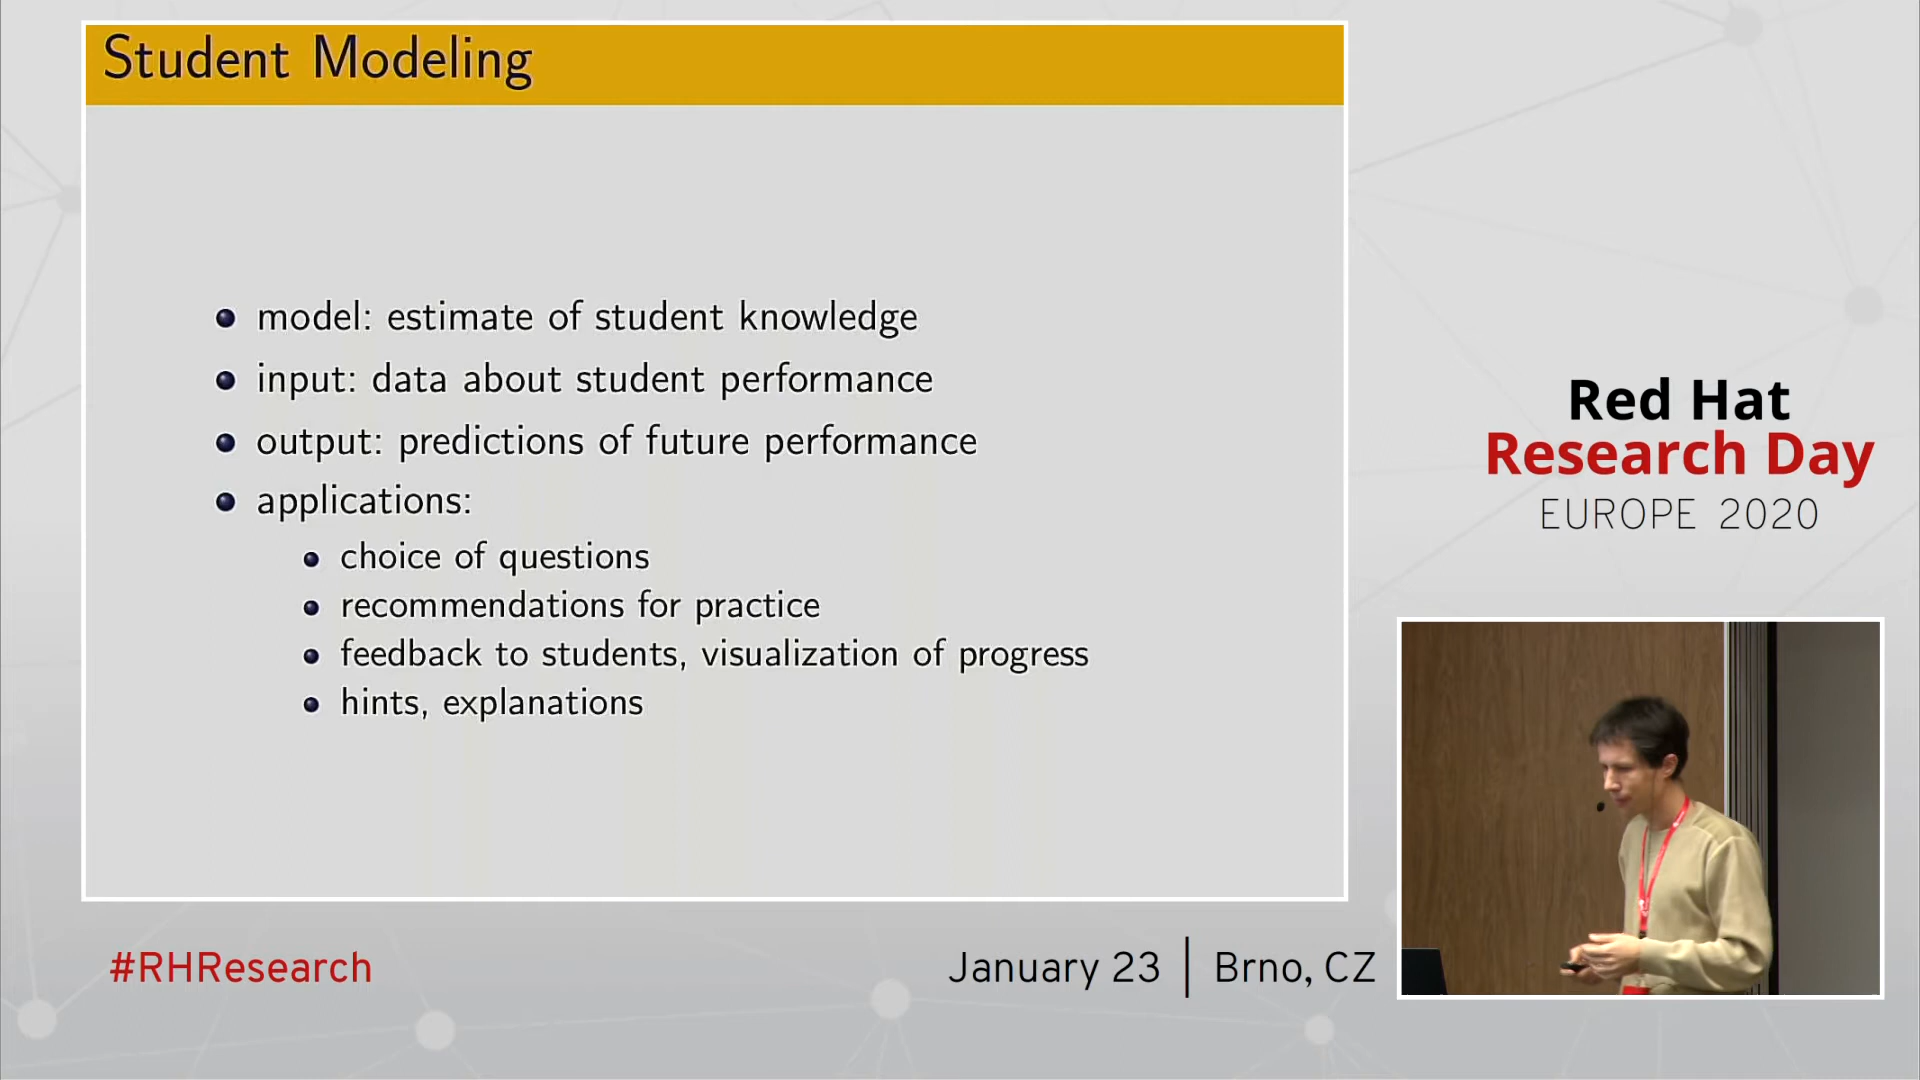 Student Modeling
model: estimate of student knowledge
input: data about student performance
output: predictions of future performance
applications:
choice of questions
recommendations for practice
feedback to students, visualization of progress
hints, explanations
Red Hat
Research Day
EUROPE 2020
#RHResearch
January 23 | Brno, CZ